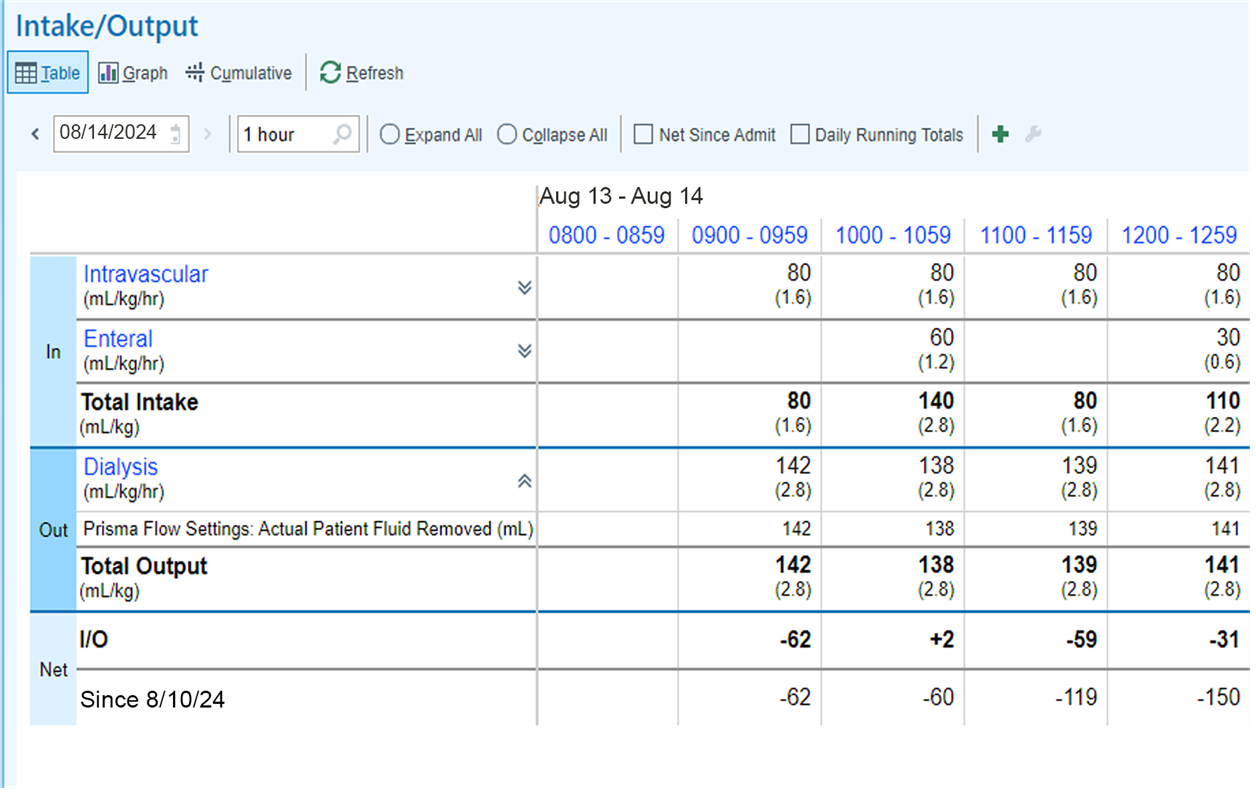 Intake/Output
Table Graph Cumulative Refresh
08/14/2024 1 hour Expand All Collapse All Net Since Admit Daily Running Totals
Aug 13 - Aug 14
0800 - 0859 0900 - 0959 1000 - 1059 1100 - 1159 1200 - 1259
Intravascular 80 80 80 80
(mL/kg/hr) (1.6) (1.6) (1.6) (1.6)
In
Enteral 60 30
(mL/kg/hr) (1.2) (0.6)
Total Intake 80 140 80 110
(mL/kg) (1.6) (2.8) (1.6) (2.2)
Dialysis 142 138 139 141
(mL/kg/hr) (2.8) (2.8) (2.8) (2.8)
Out
Prisma Flow Settings: Actual Patient Fluid Removed (mL) 142 138 139 141
Total Output 142 138 139 141
(mL/kg) (2.8) (2.8) (2.8) (2.8)
Net
I/O -62 +2 -59 -31
Since 8/10/24 -62 -60 -119 -150